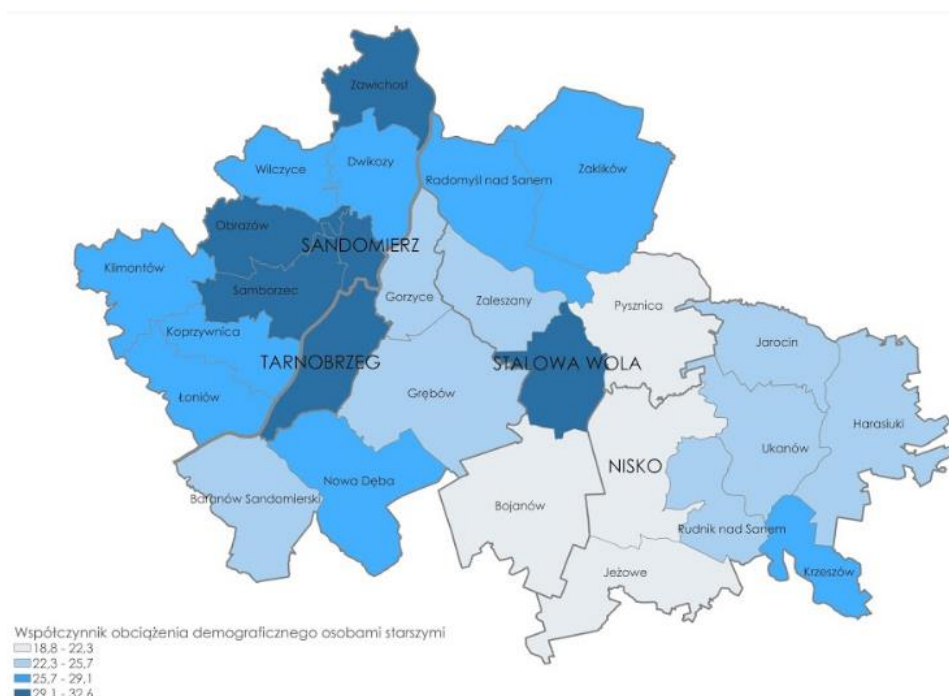 Zawichost
Wilczyce
Dwikozy
Radomyśl nad Sanem
Zaklików
Obrazów
SANDOMIERZ
Klimontów
Samborzec
Gorzyce
Zaleszany
Pysznica
Koprzywnica
Jarocin
TARNOBRZEG
STALOWA WOLA
Łoniów
Grębów
Harasiuki
Ukanów
NISKO
Nowa Dęba
Baranów Sandomierski
Bojanów
Rudnik nad Sanem
Jeżowe
Krzeszów
Współczynnik obciążenia demograficznego osobami starszymi
18,8 - 22,3
22,3 - 25,7
25,7 - 29,1
29,1 - 32,6